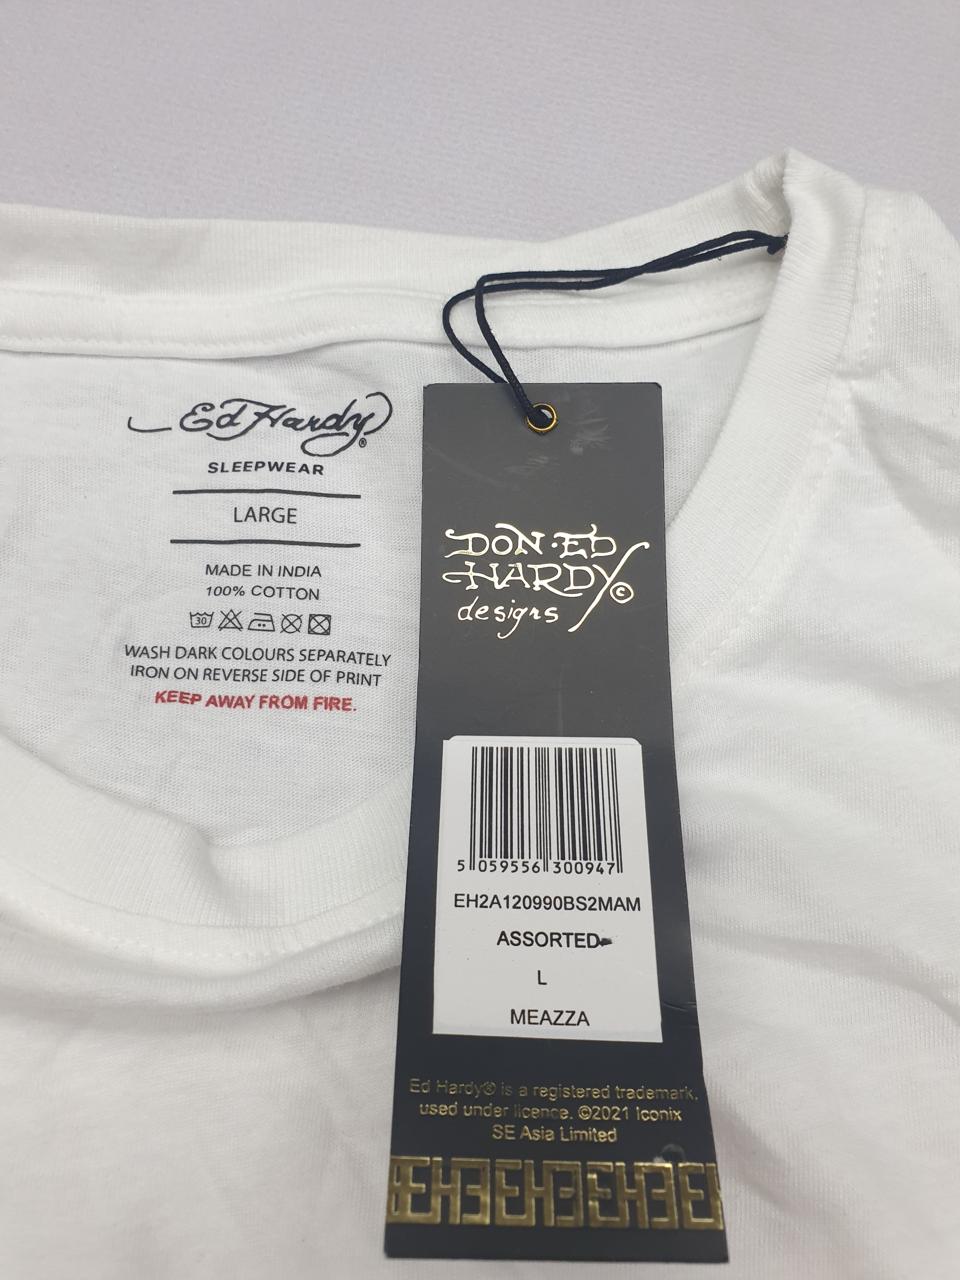 Ed Hardy®
SLEEPWEAR
LARGE
MADE IN INDIA
100% COTTON
30
WASH DARK COLOURS SEPARATELY
IRON ON REVERSE SIDE OF PRINT
KEEP AWAY FROM FIRE.
DON·ED
HARDY©
designs
5 059556 300947
EH2A120990BS2MAM
ASSORTED
L
MEAZZA
Ed Hardy® is a registered trademark,
used under licence. ©2021 Iconix
SE Asia Limited